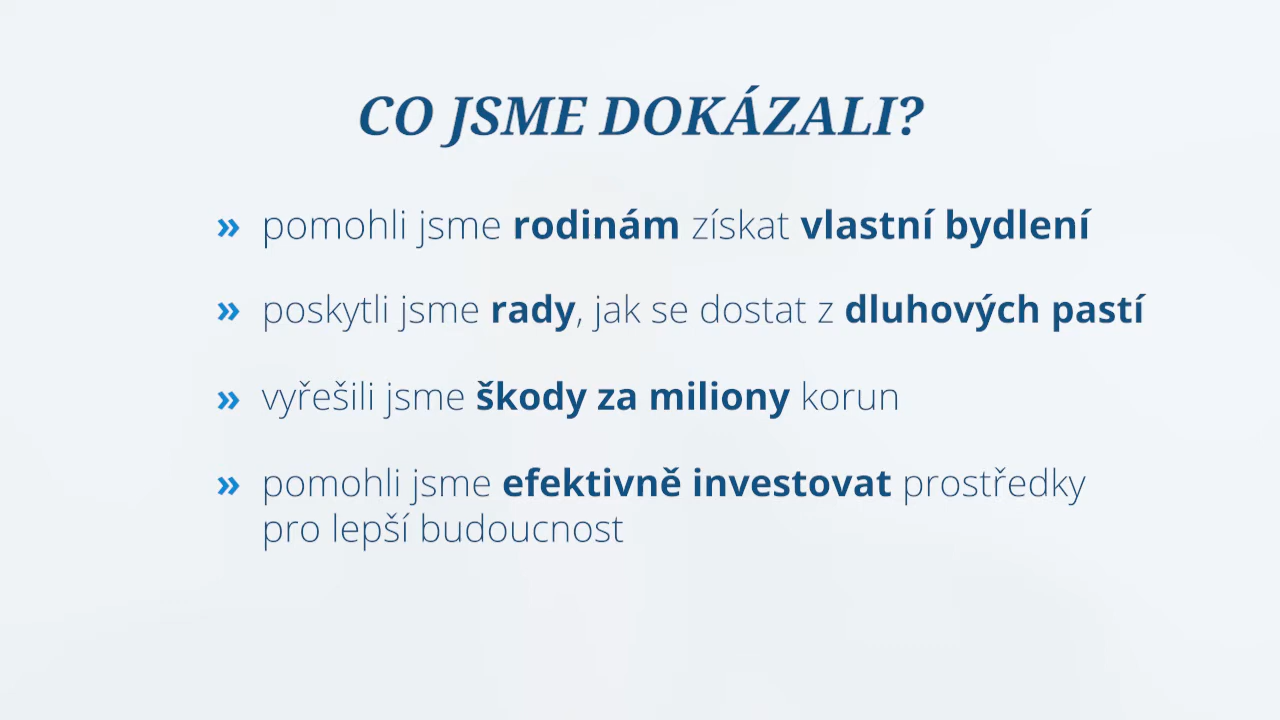 CO JSME DOKÁZALI?
» pomohli jsme rodinám získat vlastní bydlení
» poskytli jsme rady, jak se dostat z dluhových pastí
» vyřešili jsme škody za miliony korun
» pomohli jsme efektivně investovat prostředky
pro lepší budoucnost